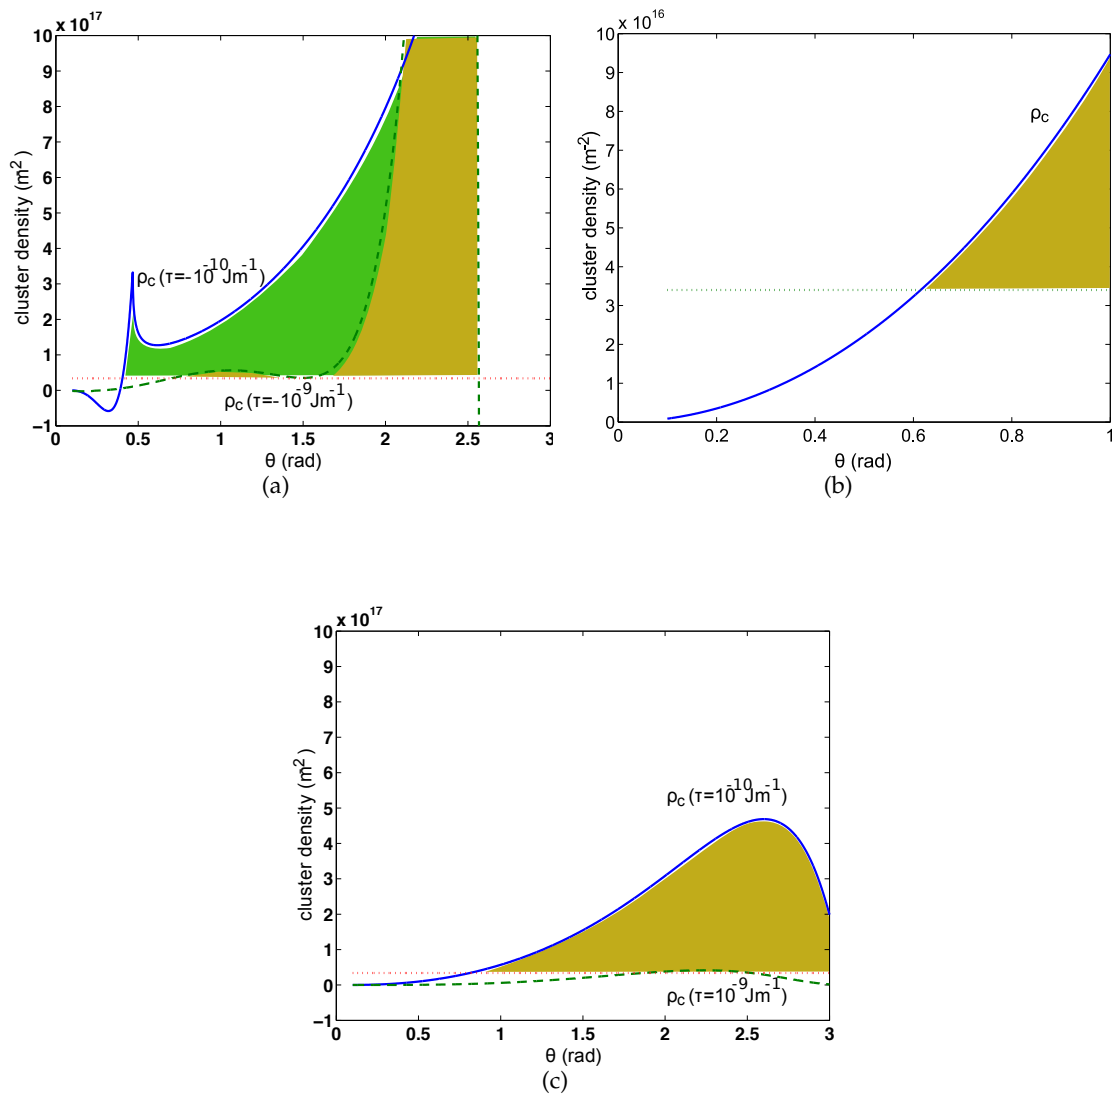 x 10^17
10
9
8
7
6
5
4
3
2
1
0
−1
cluster density (m^-2)
ρc (τ=-10^-10 Jm^-1)
ρc (τ=-10^-9 Jm^-1)
0 0.5 1 1.5 2 2.5 3
θ (rad)
(a)
x 10^16
10
9
8
7
6
5
4
3
2
1
0
cluster density (m^-2)
ρc
0 0.2 0.4 0.6 0.8 1
θ (rad)
(b)
x 10^17
10
9
8
7
6
5
4
3
2
1
0
−1
cluster density (m^-2)
ρc (τ=10^-10 Jm^-1)
ρc (τ=10^-9 Jm^-1)
0 0.5 1 1.5 2 2.5 3
θ (rad)
(c)